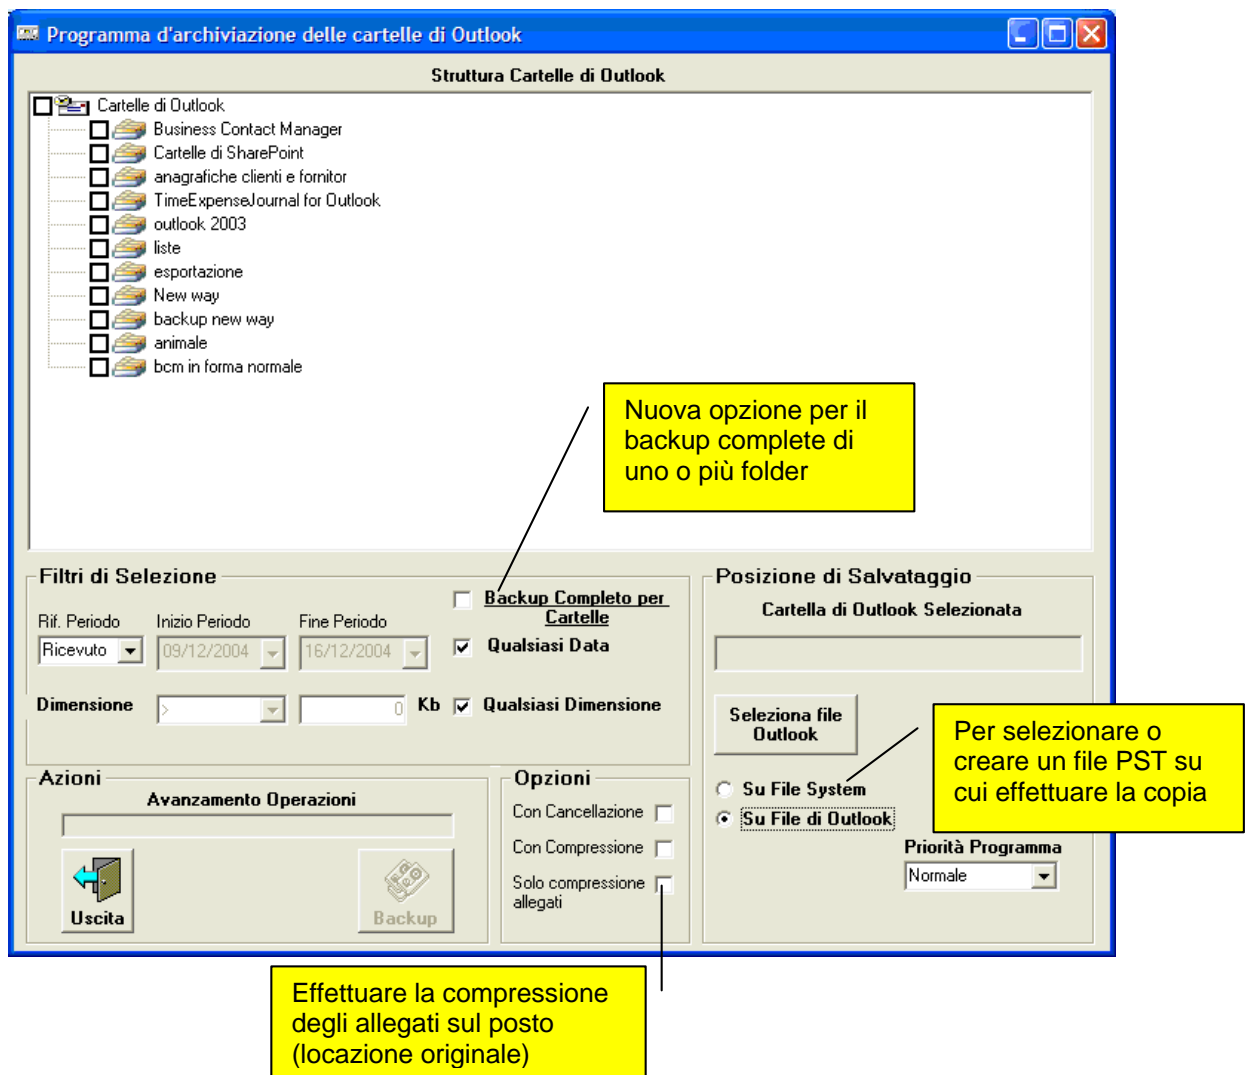 Programma d'archiviazione delle cartelle di Outlook
Struttura Cartelle di Outlook
Cartelle di Outlook
Business Contact Manager
Cartelle di SharePoint
anagrafiche clienti e fornitor
TimeExpenseJournal for Outlook
outlook 2003
liste
esportazione
New way
backup new way
animale
bcm in forma normale
Nuova opzione per il
backup complete di
uno o più folder
Filtri di Selezione
Backup Completo per
Cartelle
Rif. Periodo
Inizio Periodo
Fine Periodo
Ricevuto
09/12/2004
16/12/2004
Qualsiasi Data
Dimensione
>
0
Kb
Qualsiasi Dimensione
Posizione di Salvataggio
Cartella di Outlook Selezionata
Seleziona file
Outlook
Per selezionare o
creare un file PST su
cui effettuare la copia
Su File System
Su File di Outlook
Priorità Programma
Normale
Azioni
Avanzamento Operazioni
Uscita
Backup
Opzioni
Con Cancellazione
Con Compressione
Solo compressione
allegati
Effettuare la compressione
degli allegati sul posto
(locazione originale)